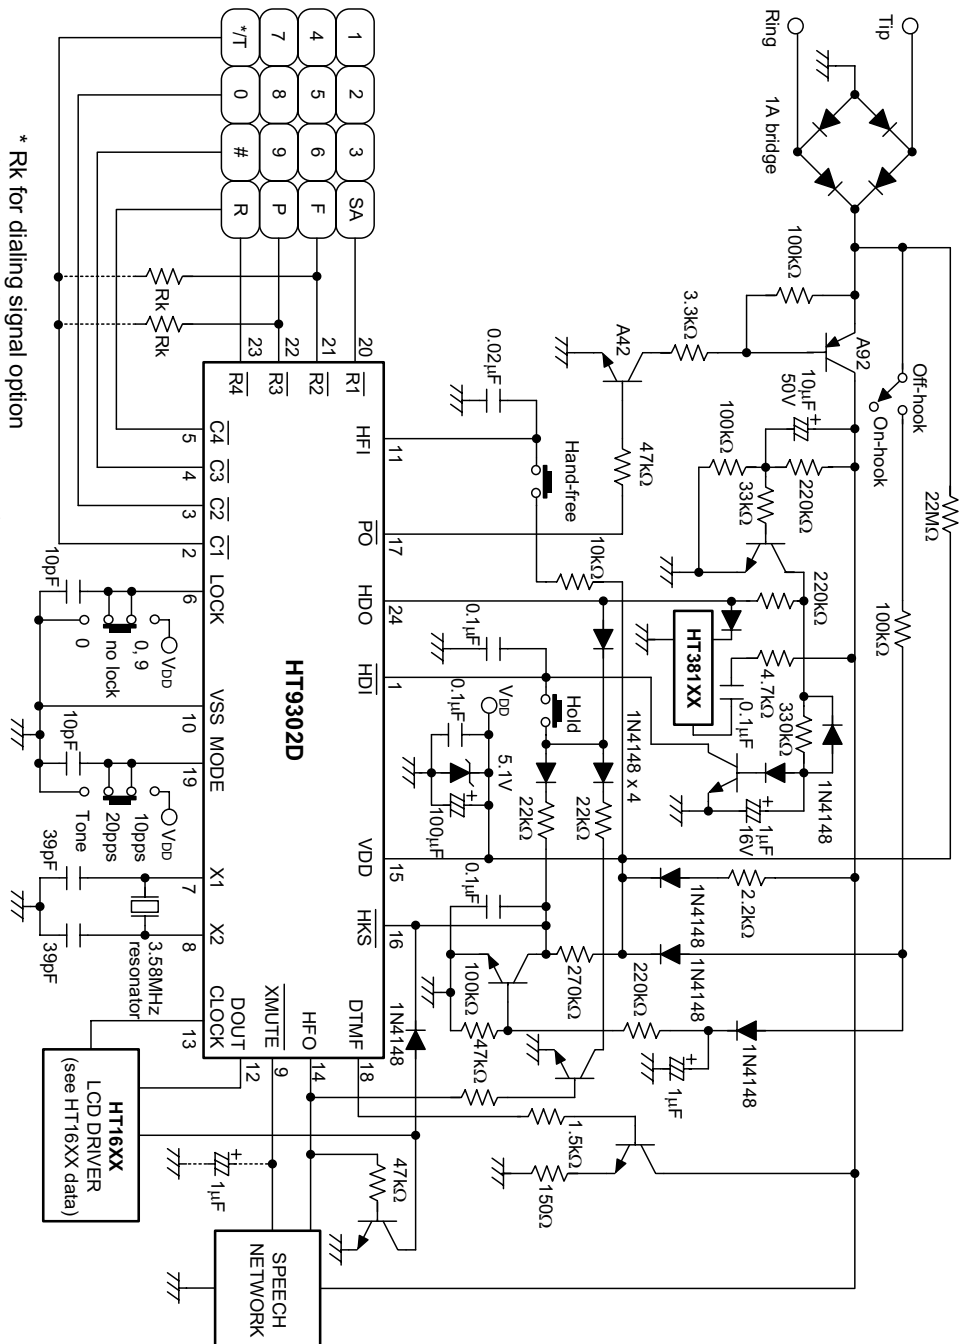 Tip
Ring
1A bridge
100kΩ
3.3kΩ
A42
A92
Off-hook
On-hook
10µF
50V
+
100kΩ
220kΩ
33kΩ
22MΩ
100kΩ
220kΩ
HT381XX
4.7kΩ
0.1µF
330kΩ
1N4148
1µF
16V
+
47kΩ
0.02µF
Hand-free
10kΩ
0.1µF
Hold
1N4148 x 4
VDD
0.1µF
5.1V
100µF
+
22kΩ
22kΩ
2.2kΩ
1N4148
1N4148
0.1µF
270kΩ
220kΩ
1N4148
1µF
+
100kΩ
47kΩ
1N4148
1.5kΩ
150Ω
47kΩ
1 2 3 SA
4 5 6 F
7 8 9 P
*/T 0 # R
Rk
Rk
20
21
22
23
R1
R2
R3
R4
HFI
11
PO
17
HDO
24
HDI
1
VDD
15
HKS
16
DTMF
18
HFO
14
XMUTE
9
DOUT
12
CLOCK
13
HT9302D
C4
5
C3
4
C2
3
C1
2
LOCK
6
VSS
10
MODE
19
X1
7
X2
8
10pF
VDD
0, 9
no lock
0
10pF
VDD
10pps
20pps
Tone
39pF
39pF
3.58MHz
resonator
HT16XX
LCD DRIVER
(see HT16XX data)
1µF
+
SPEECH
NETWORK
* Rk for dialing signal option